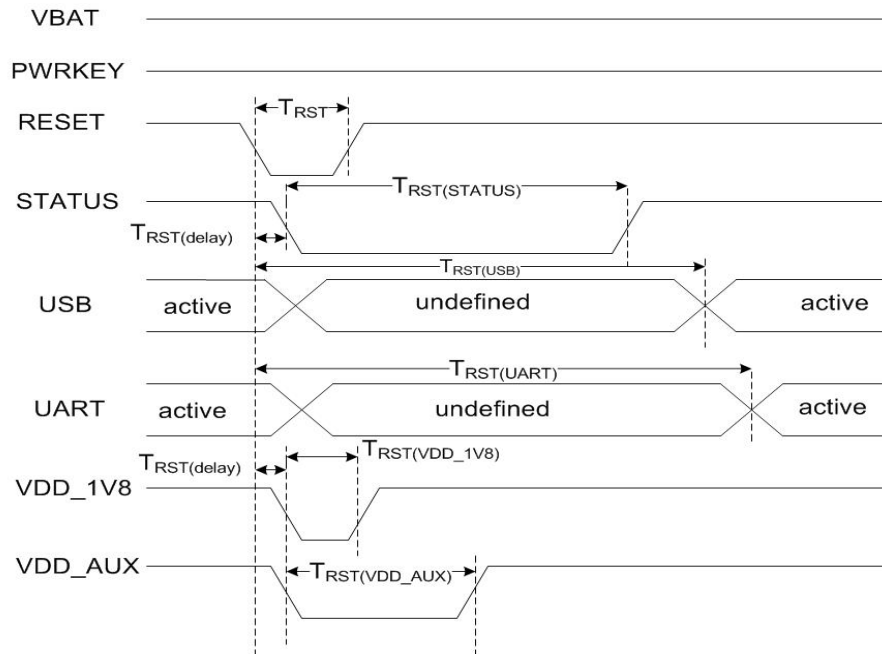 VBAT
PWRKEY
RESET
TRST
STATUS
TRST(STATUS)
TRST(delay)
TRST(USB)
USB
active
undefined
active
TRST(UART)
UART
active
undefined
active
TRST(delay)
TRST(VDD_1V8)
VDD_1V8
VDD_AUX
TRST(VDD_AUX)